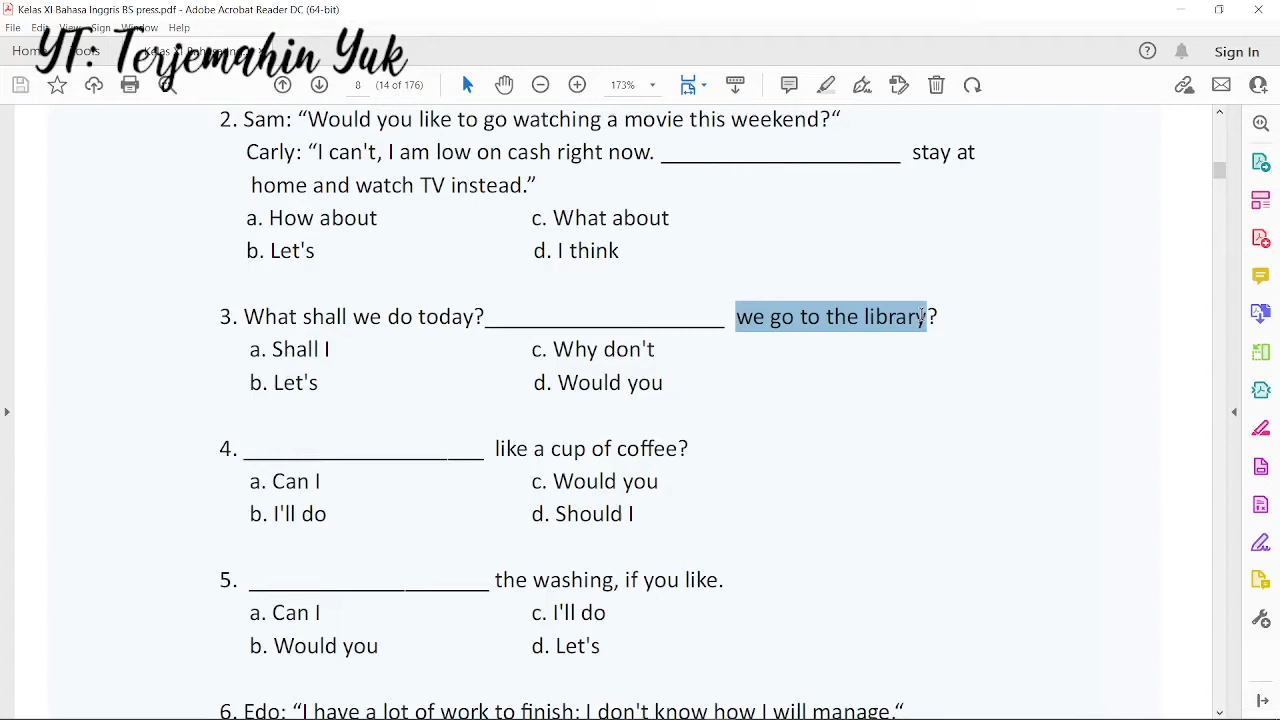 Kelas XI Bahasa Inggris BS press.pdf - Adobe Acrobat Reader DC (64-bit)
File Edit View Sign Window Help
YT: Terjemahin Yuk
Home Tools Sign In
8 (14 of 176) 173%
2. Sam: “Would you like to go watching a movie this weekend?“
Carly: “I can't, I am low on cash right now. ____________________ stay at
home and watch TV instead.”
a. How about c. What about
b. Let's d. I think
3. What shall we do today?____________________ we go to the library?
a. Shall I c. Why don't
b. Let's d. Would you
4. ____________________ like a cup of coffee?
a. Can I c. Would you
b. I'll do d. Should I
5. ____________________ the washing, if you like.
a. Can I c. I'll do
b. Would you d. Let's
6. Edo: “I have a lot of work to finish; I don't know how I will manage.“